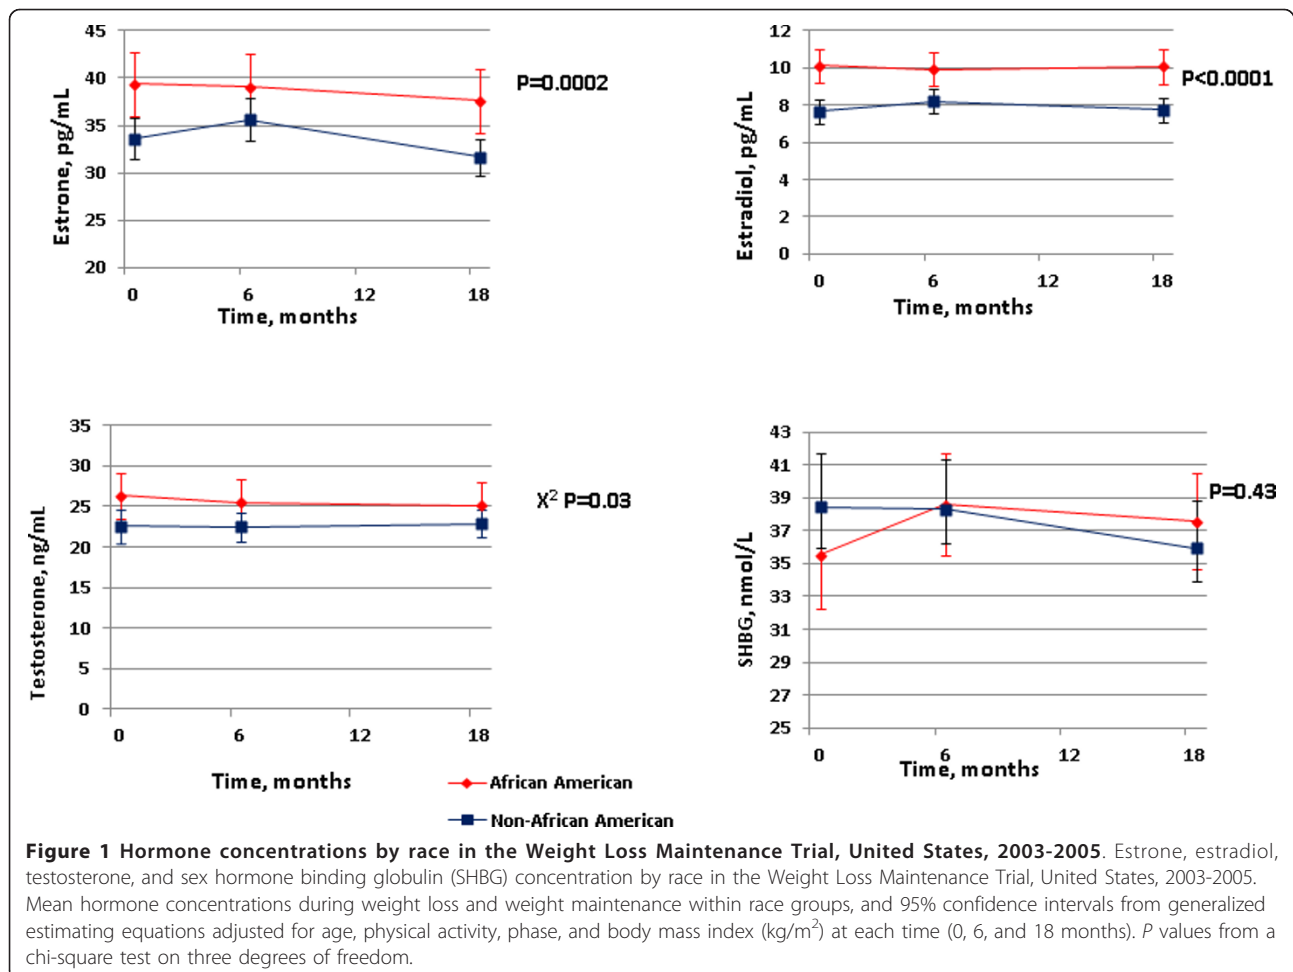 45
40
35
30
25
20
Estrone, pg/mL
P=0.0002
0 6 12 18
Time, months
12
10
8
6
4
2
0
Estradiol, pg/mL
P<0.0001
0 6 12 18
Time, months
35
30
25
20
15
10
5
0
Testosterone, ng/mL
X² P=0.03
0 6 12 18
Time, months
43
41
39
37
35
33
31
29
27
25
SHBG, nmol/L
P=0.43
0 6 12 18
Time, months
African American
Non-African American
Figure 1 Hormone concentrations by race in the Weight Loss Maintenance Trial, United States, 2003-2005. Estrone, estradiol,
testosterone, and sex hormone binding globulin (SHBG) concentration by race in the Weight Loss Maintenance Trial, United States, 2003-2005.
Mean hormone concentrations during weight loss and weight maintenance within race groups, and 95% confidence intervals from generalized
estimating equations adjusted for age, physical activity, phase, and body mass index (kg/m²) at each time (0, 6, and 18 months). P values from a
chi-square test on three degrees of freedom.